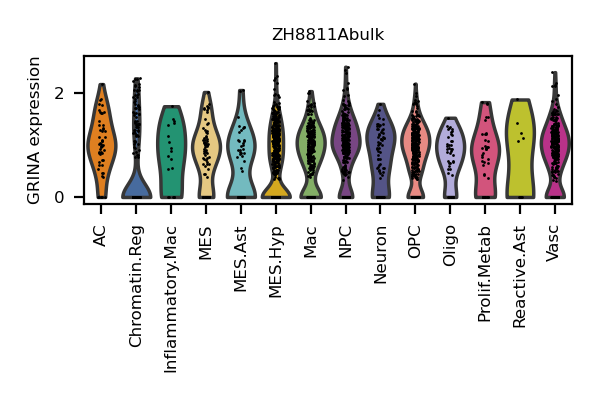 ZH8811Abulk
GRINA expression
2
0
AC
Chromatin.Reg
Inflammatory.Mac
MES
MES.Ast
MES.Hyp
Mac
NPC
Neuron
OPC
Oligo
Prolif.Metab
Reactive.Ast
Vasc